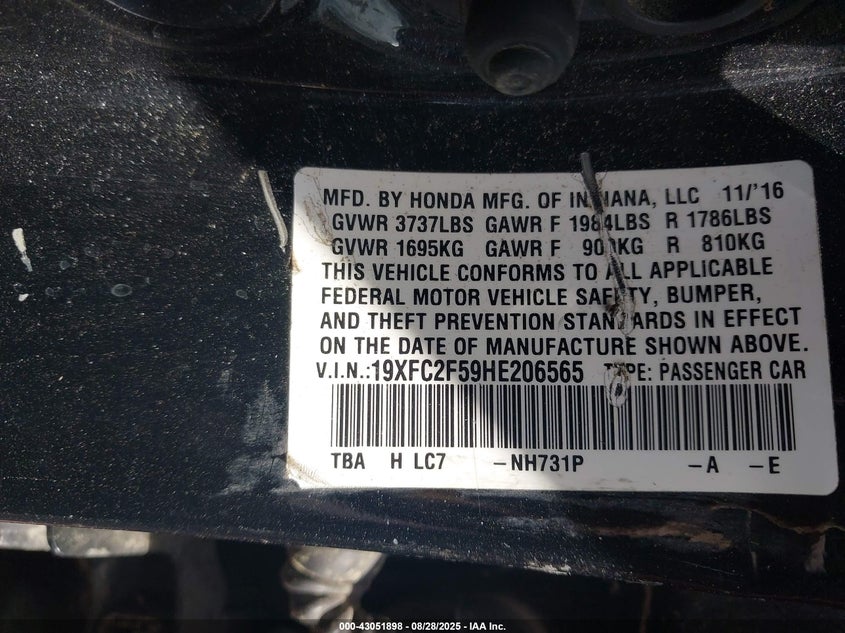 MFD. BY HONDA MFG. OF INDIANA, LLC 11/'16
GVWR 3737LBS GAWR F 1984LBS R 1786LBS
GVWR 1695KG GAWR F 900KG R 810KG
THIS VEHICLE CONFORMS TO ALL APPLICABLE
FEDERAL MOTOR VEHICLE SAFETY, BUMPER,
AND THEFT PREVENTION STANDARDS IN EFFECT
ON THE DATE OF MANUFACTURE SHOWN ABOVE.
V.I.N.:19XFC2F59HE206565 TYPE: PASSENGER CAR
TBA H LC7 -NH731P -A -E
000-43051898 | 08/28/2025 - IAA Inc.